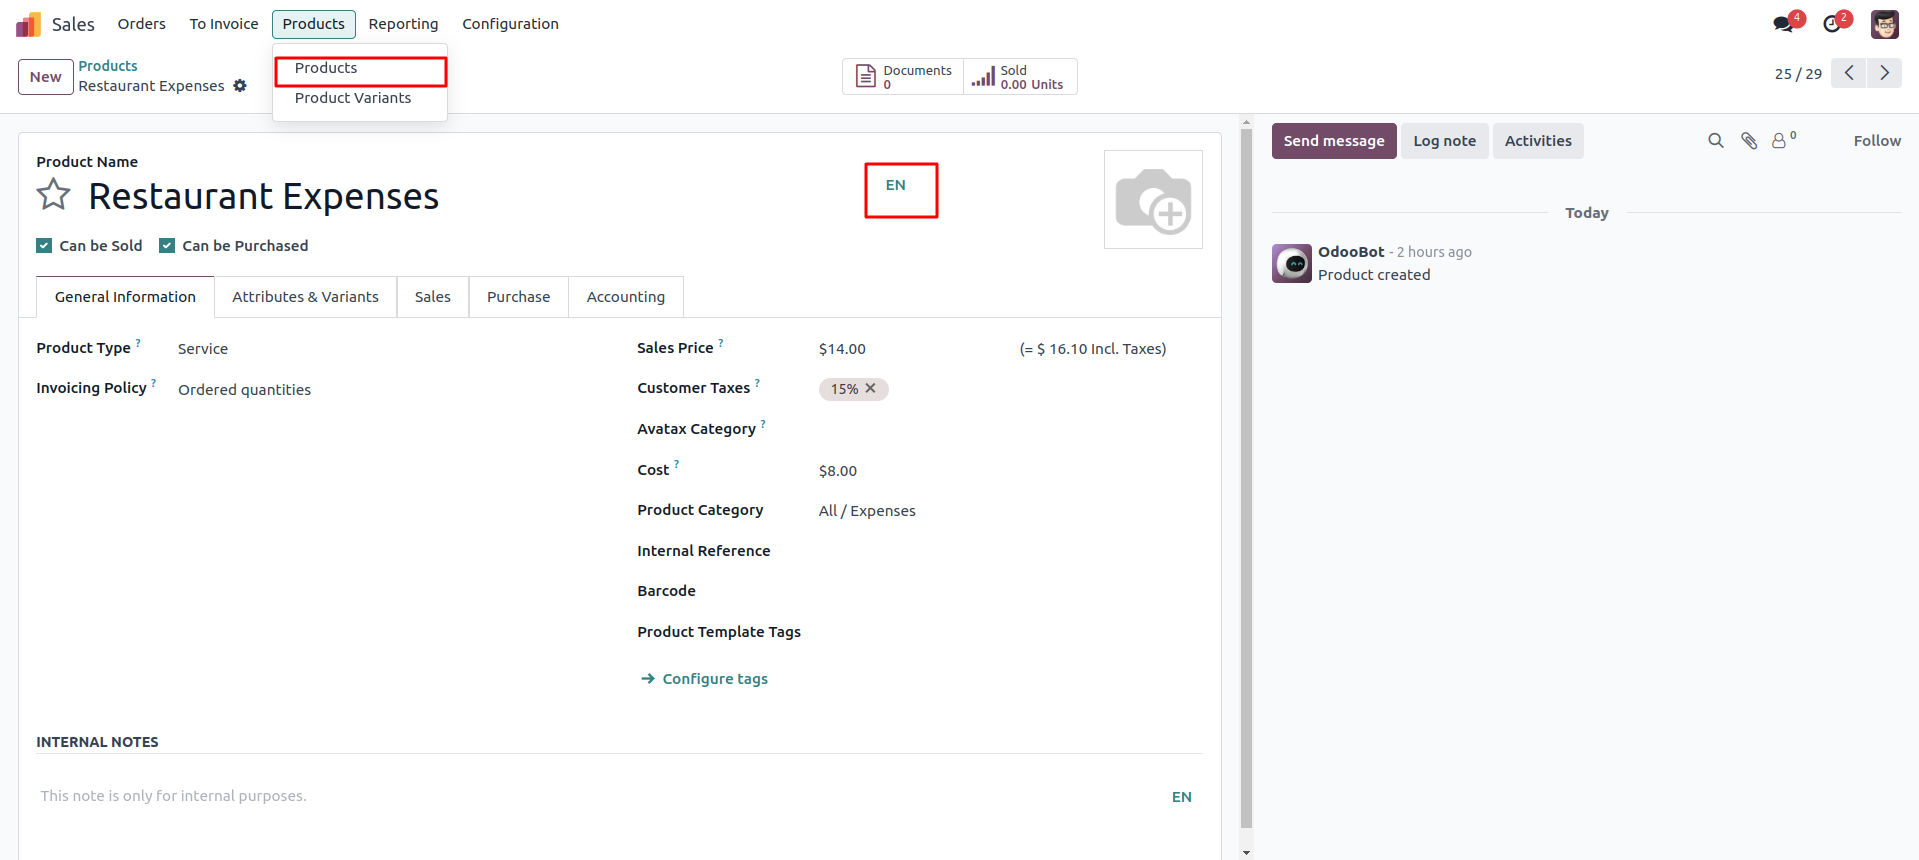 Sales Orders To Invoice Products Reporting Configuration 4 2
Products
Product Variants
New
Products
Restaurant Expenses
Documents
0
Sold
0.00 Units
25 / 29
Product Name
Restaurant Expenses
EN
Can be Sold Can be Purchased
General Information Attributes & Variants Sales Purchase Accounting
Product Type ? Service
Invoicing Policy ? Ordered quantities
Sales Price ? $14.00 (= $ 16.10 Incl. Taxes)
Customer Taxes ? 15% ✕
Avatax Category ?
Cost ? $8.00
Product Category All / Expenses
Internal Reference
Barcode
Product Template Tags
→ Configure tags
INTERNAL NOTES
This note is only for internal purposes. EN
Send message Log note Activities 0 Follow
Today
OdooBot - 2 hours ago
Product created